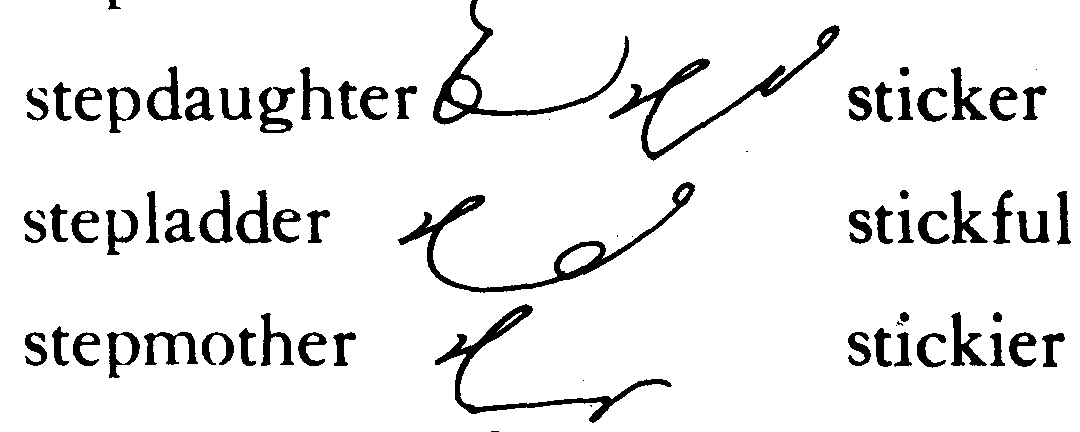 stepdaughter sticker
stepladder stickful
stepmother stickier